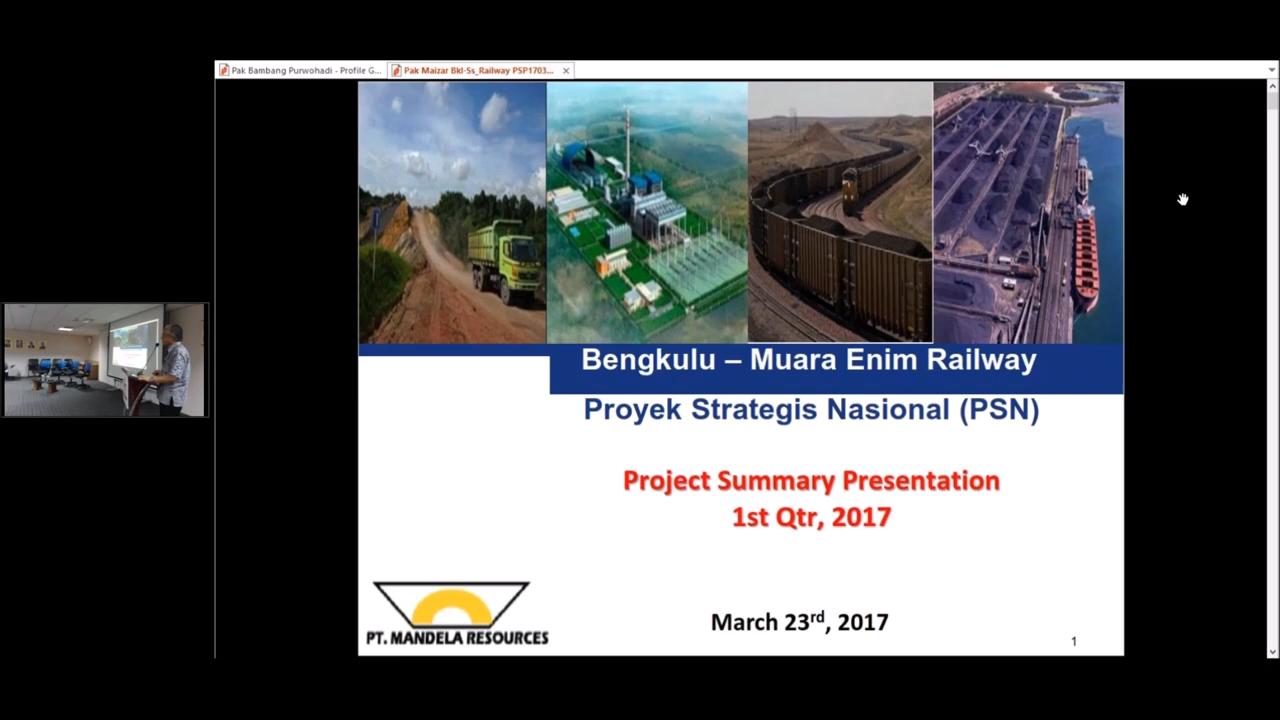 Pak Bambang Purwohadi - Profile G...
Pak Maizar Bkl-Ss_Railway PSP1703...
Bengkulu – Muara Enim Railway
Proyek Strategis Nasional (PSN)
Project Summary Presentation
1st Qtr, 2017
PT. MANDELA RESOURCES
March 23rd, 2017
1